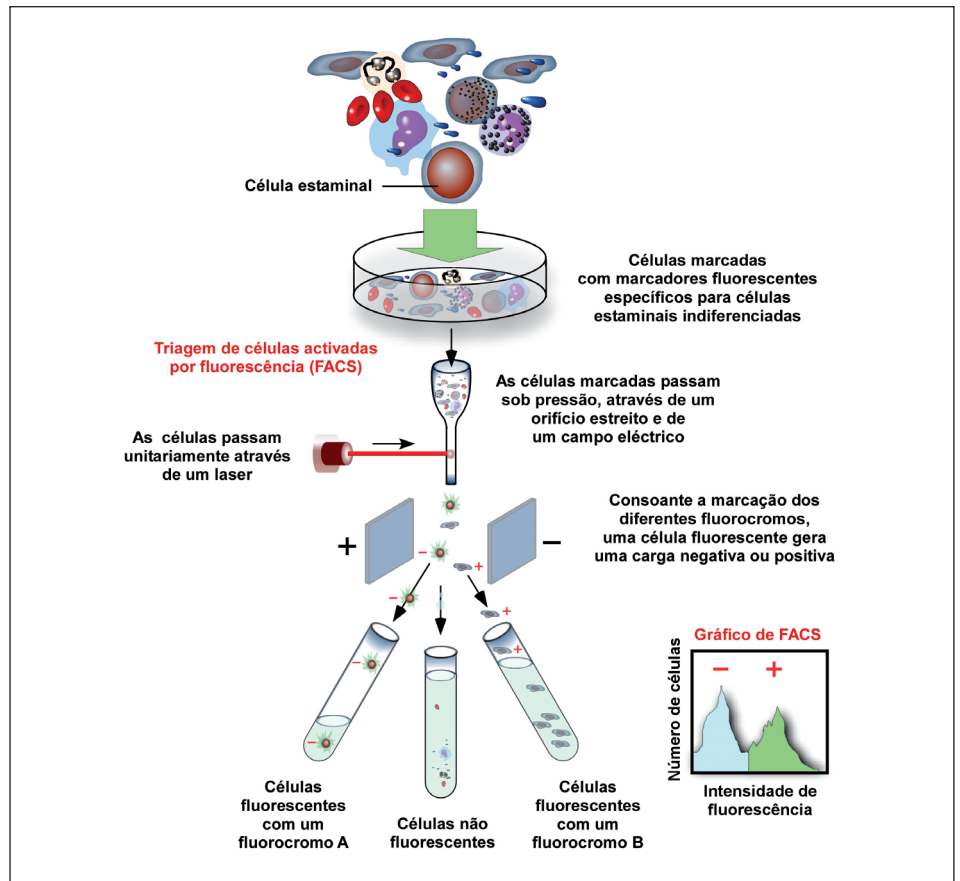 Célula estaminal
Células marcadas
com marcadores fluorescentes
específicos para células
estaminais indiferenciadas
Triagem de células activadas
por fluorescência (FACS)
As células marcadas passam
sob pressão, através de um
orifício estreito e de
um campo eléctrico
As células passam
unitariamente através
de um laser
Consoante a marcação dos
diferentes fluorocromos,
uma célula fluorescente gera
uma carga negativa ou positiva
+
−
−
+
−
+
−
+
−
Gráfico de FACS
− +
Número de células
Intensidade de
fluorescência
Células
fluorescentes
com um
fluorocromo A
Células não
fluorescentes
Células
fluorescentes
com um
fluorocromo B